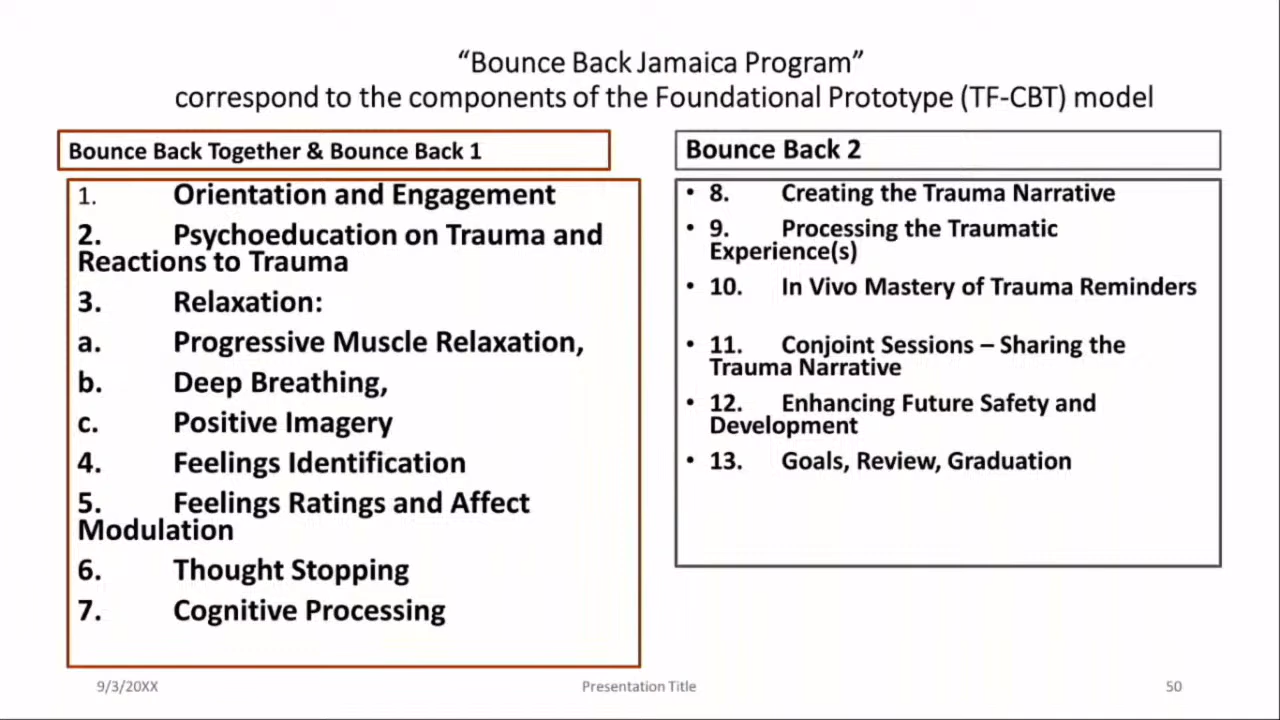 “Bounce Back Jamaica Program”
correspond to the components of the Foundational Prototype (TF-CBT) model
Bounce Back Together & Bounce Back 1
1. Orientation and Engagement
2. Psychoeducation on Trauma and
Reactions to Trauma
3. Relaxation:
a. Progressive Muscle Relaxation,
b. Deep Breathing,
c. Positive Imagery
4. Feelings Identification
5. Feelings Ratings and Affect
Modulation
6. Thought Stopping
7. Cognitive Processing
Bounce Back 2
• 8. Creating the Trauma Narrative
• 9. Processing the Traumatic
Experience(s)
• 10. In Vivo Mastery of Trauma Reminders
• 11. Conjoint Sessions – Sharing the
Trauma Narrative
• 12. Enhancing Future Safety and
Development
• 13. Goals, Review, Graduation
9/3/20XX
Presentation Title
50